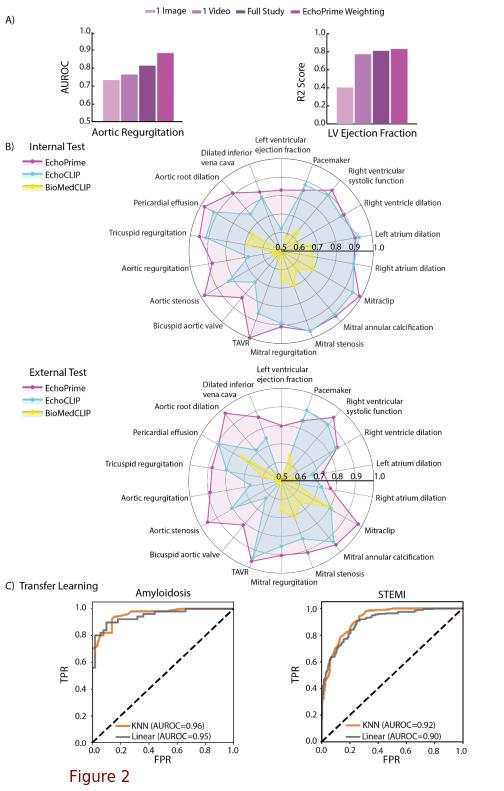 1 Image 1 Video Full Study EchoPrime Weighting
A)
1.0
0.9
0.8
0.7
0.6
0.5
AUROC
Aortic Regurgitation
1.0
0.8
0.6
0.4
0.2
0.0
R2 Score
LV Ejection Fraction
B) Internal Test
EchoPrime
EchoCLIP
BioMedCLIP
Left ventricular
ejection fraction
Pacemaker
Right ventricular
systolic function
Right ventricle dilation
Left atrium dilation
0.5 0.6 0.7 0.8 0.9 1.0
Right atrium dilation
Mitraclip
Mitral annular calcification
Mitral stenosis
Mitral regurgitation
TAVR
Bicuspid aortic valve
Aortic stenosis
Aortic regurgitation
Tricuspid regurgitation
Pericardial effusion
Aortic root dilation
Dilated inferior
vena cava
External Test
EchoPrime
EchoCLIP
BioMedCLIP
Left ventricular
ejection fraction
Pacemaker
Right ventricular
systolic function
Right ventricle dilation
Left atrium dilation
0.5 0.6 0.7 0.8 0.9 1.0
Right atrium dilation
Mitraclip
Mitral annular calcification
Mitral stenosis
Mitral regurgitation
TAVR
Bicuspid aortic valve
Aortic stenosis
Aortic regurgitation
Tricuspid regurgitation
Pericardial effusion
Aortic root dilation
Dilated inferior
vena cava
C) Transfer Learning
Amyloidosis
1.0
0.8
0.6
0.4
0.2
0.0
TPR
KNN (AUROC=0.96)
Linear (AUROC=0.95)
0.0 0.2 0.4 0.6 0.8 1.0
FPR
STEMI
1.0
0.8
0.6
0.4
0.2
0.0
TPR
KNN (AUROC=0.92)
Linear (AUROC=0.90)
0.0 0.2 0.4 0.6 0.8 1.0
FPR
Figure 2